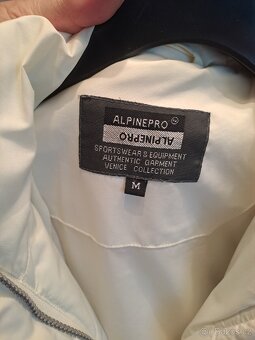 ALPINEPRO
ALPINEPRO
SPORTSWEAR & EQUIPMENT
AUTHENTIC GARMENT
VENICE COLLECTION
M